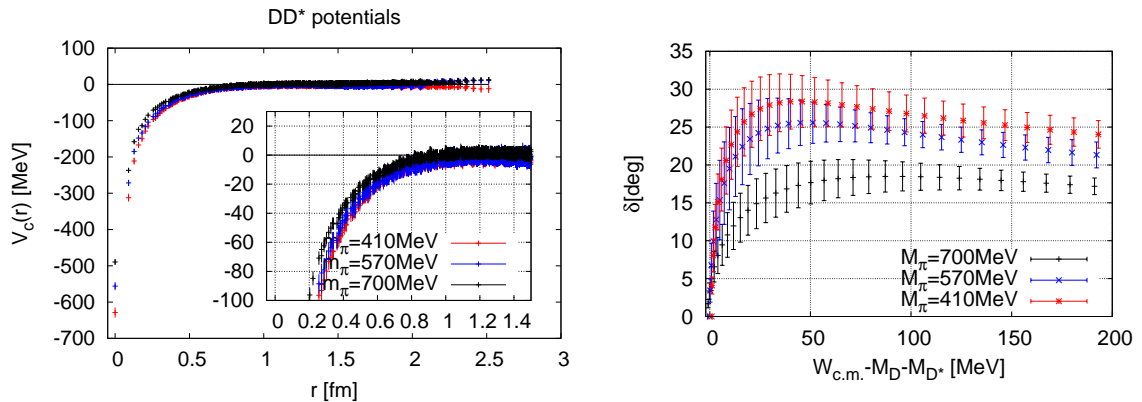 DD* potentials
V_c(r) [MeV]
100
0
-100
-200
-300
-400
-500
-600
-700
0 0.5 1 1.5 2 2.5 3
r [fm]
20
0
-20
-40
-60
-80
-100
0 0.2 0.4 0.6 0.8 1 1.2 1.4
m_π=410MeV
m_π=570MeV
m_π=700MeV
δ[deg]
35
30
25
20
15
10
5
0
0 50 100 150 200
W_c.m.-M_D-M_D* [MeV]
M_π=700MeV
M_π=570MeV
M_π=410MeV